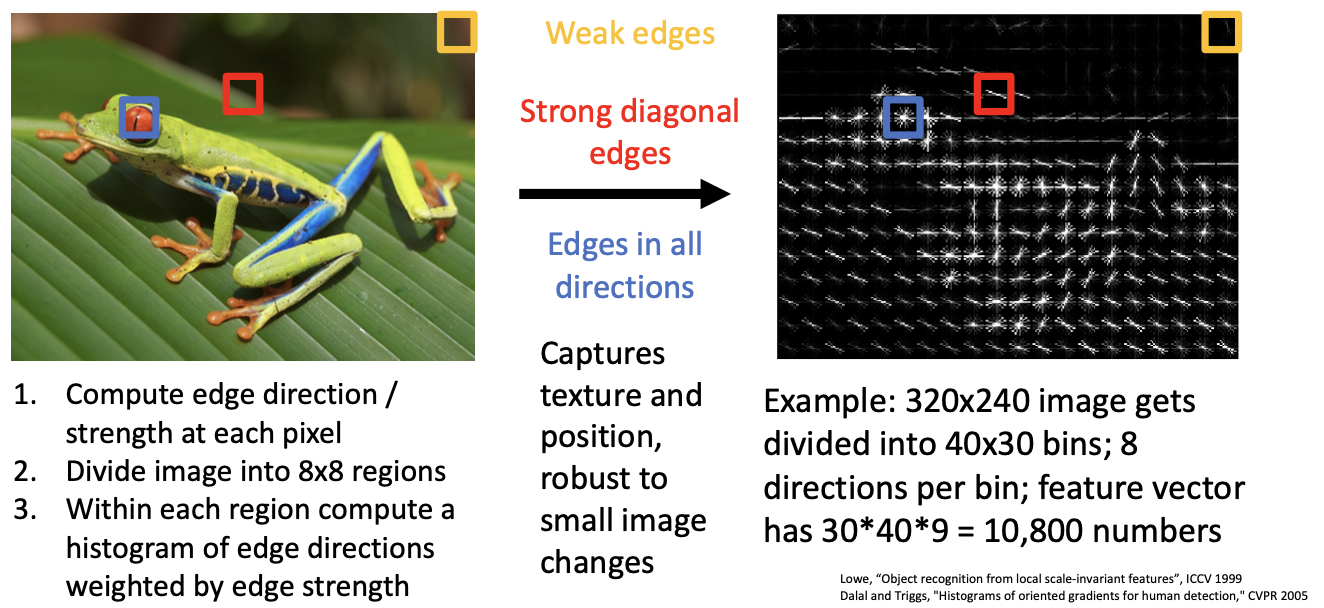 Weak edges
Strong diagonal
edges
Edges in all
directions
Captures
texture and
position,
robust to
small image
changes
1. Compute edge direction /
strength at each pixel
2. Divide image into 8x8 regions
3. Within each region compute a
histogram of edge directions
weighted by edge strength
Example: 320x240 image gets
divided into 40x30 bins; 8
directions per bin; feature vector
has 30*40*9 = 10,800 numbers
Lowe, “Object recognition from local scale-invariant features”, ICCV 1999
Dalal and Triggs, "Histograms of oriented gradients for human detection," CVPR 2005